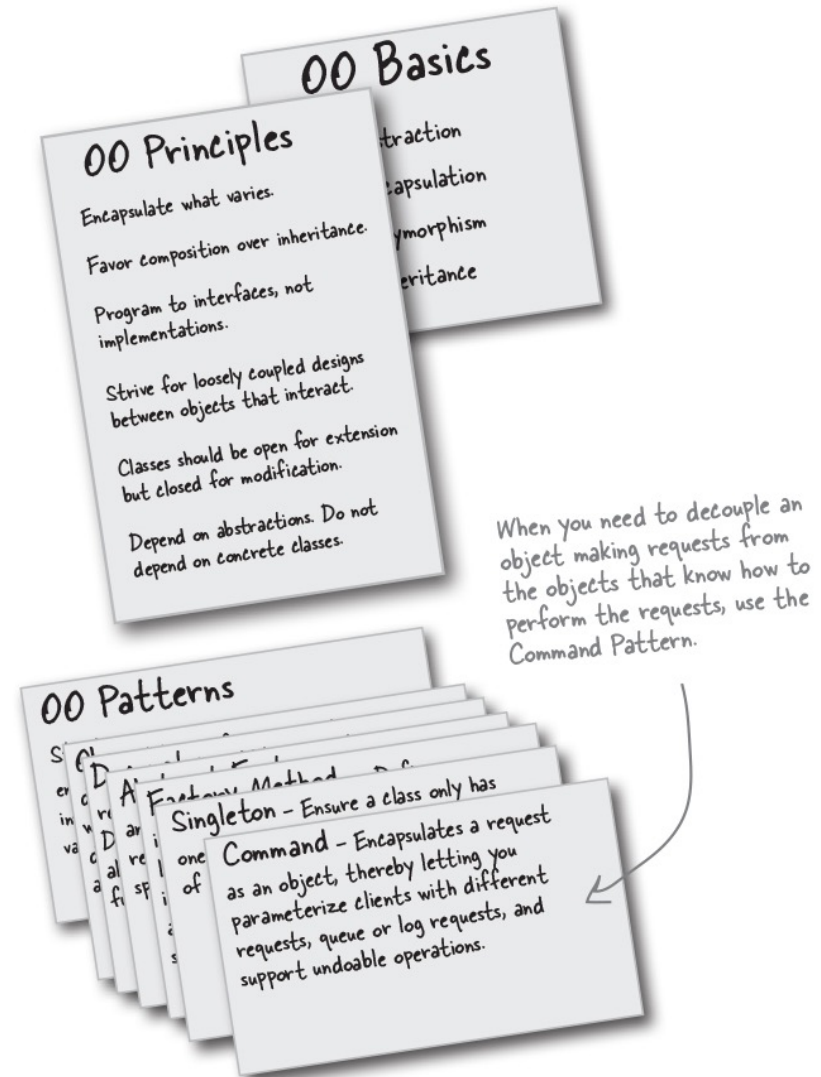 OO Basics
OO Principles
Encapsulate what varies.
Favor composition over inheritance.
Program to interfaces, not
implementations.
Strive for loosely coupled designs
between objects that interact.
Classes should be open for extension
but closed for modification.
Depend on abstractions. Do not
depend on concrete classes.
traction
apsulation
ymorphism
eritance
When you need to decouple an
object making requests from
the objects that know how to
perform the requests, use the
Command Pattern.
OO Patterns
Factory Method
Singleton – Ensure a class only has
one
of
Command – Encapsulates a request
as an object, thereby letting you
parameterize clients with different
requests, queue or log requests, and
support undoable operations.